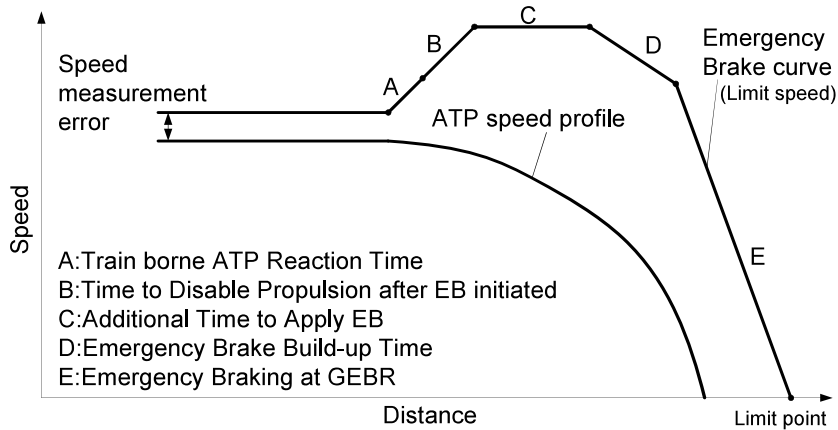 C
B
D
A
Emergency
Brake curve
(Limit speed)
Speed
measurement
error
ATP speed profile
E
Speed
A:Train borne ATP Reaction Time
B:Time to Disable Propulsion after EB initiated
C:Additional Time to Apply EB
D:Emergency Brake Build-up Time
E:Emergency Braking at GEBR
Distance
Limit point